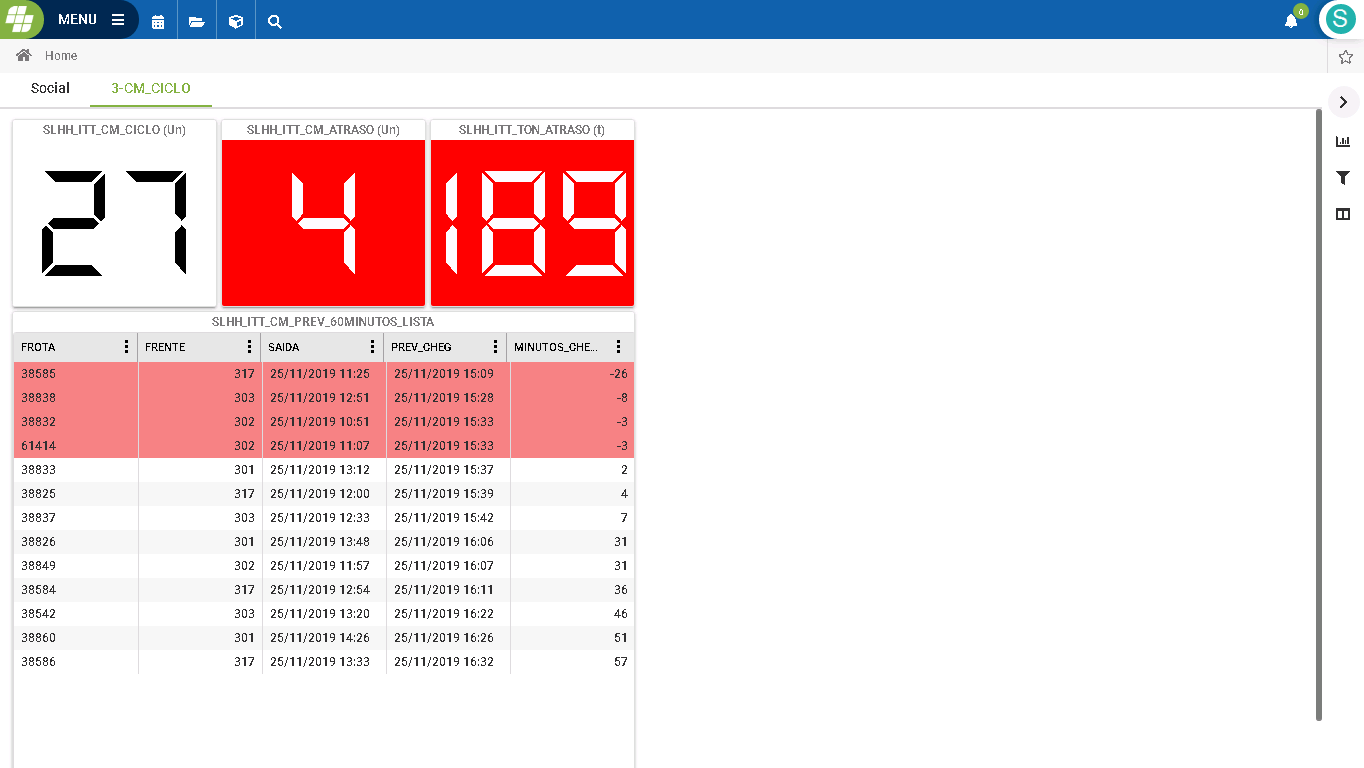 MENU
0
S
Home
Social 3-CM_CICLO
SLHH_ITT_CM_CICLO (Un) SLHH_ITT_CM_ATRASO (Un) SLHH_ITT_TON_ATRASO (t)
27 4 189
SLHH_ITT_CM_PREV_60MINUTOS_LISTA
FROTA FRENTE SAIDA PREV_CHEG MINUTOS_CHE...
38585 317 25/11/2019 11:25 25/11/2019 15:09 -26
38838 303 25/11/2019 12:51 25/11/2019 15:28 -8
38832 302 25/11/2019 10:51 25/11/2019 15:33 -3
61414 302 25/11/2019 11:07 25/11/2019 15:33 -3
38833 301 25/11/2019 13:12 25/11/2019 15:37 2
38825 317 25/11/2019 12:00 25/11/2019 15:39 4
38837 303 25/11/2019 12:33 25/11/2019 15:42 7
38826 301 25/11/2019 13:48 25/11/2019 16:06 31
38849 302 25/11/2019 11:57 25/11/2019 16:07 31
38584 317 25/11/2019 12:54 25/11/2019 16:11 36
38542 303 25/11/2019 13:20 25/11/2019 16:22 46
38860 301 25/11/2019 14:26 25/11/2019 16:26 51
38586 317 25/11/2019 13:33 25/11/2019 16:32 57